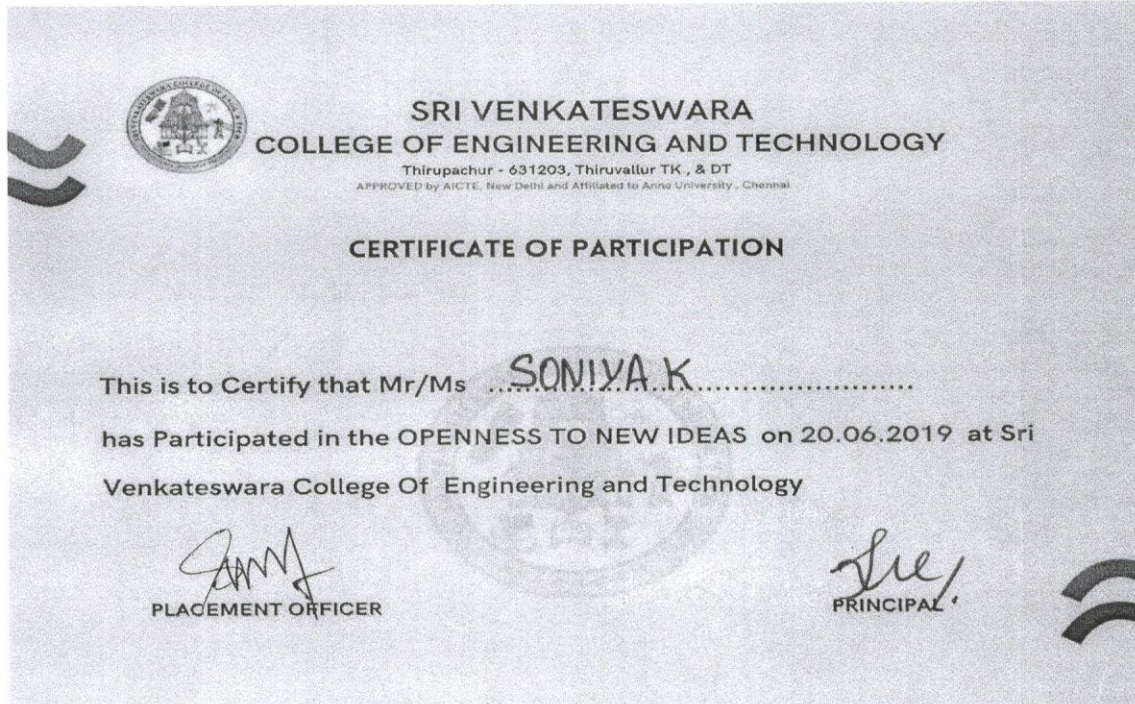 SRI VENKATESWARA
COLLEGE OF ENGINEERING AND TECHNOLOGY
Thirupachur - 631203, Thiruvallur TK., & DT
APPROVED by AICTE, New Delhi and Affiliated to Anna University, Chennai
CERTIFICATE OF PARTICIPATION
This is to Certify that Mr/Ms ...SONIYA.K..........................
has Participated in the OPENNESS TO NEW IDEAS on 20.06.2019 at Sri
Venkateswara College Of Engineering and Technology
PLACEMENT OFFICER
PRINCIPAL